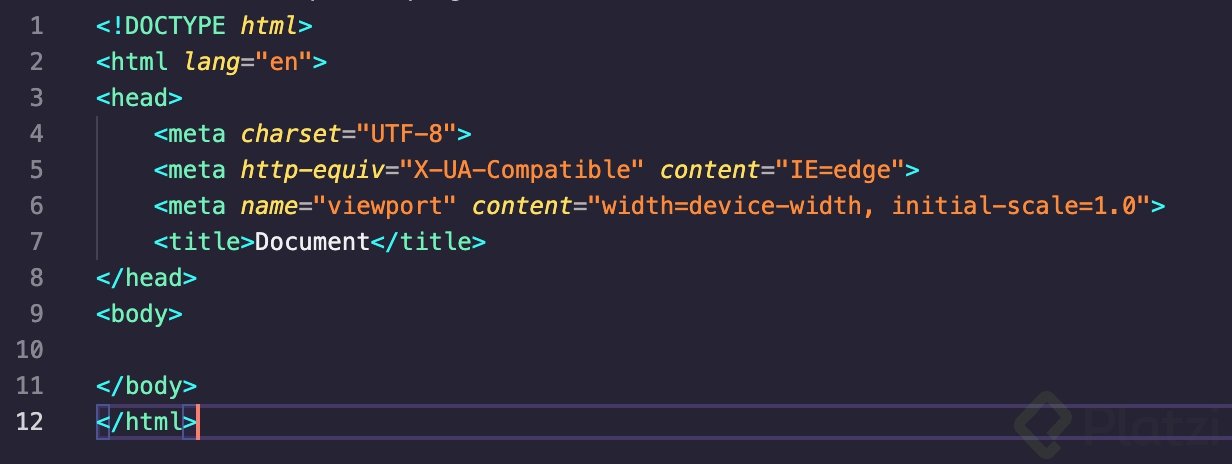 1 <!DOCTYPE html>
2 <html lang="en">
3 <head>
4     <meta charset="UTF-8">
5     <meta http-equiv="X-UA-Compatible" content="IE=edge">
6     <meta name="viewport" content="width=device-width, initial-scale=1.0">
7     <title>Document</title>
8 </head>
9 <body>
10
11 </body>
12 </html>
Platzi